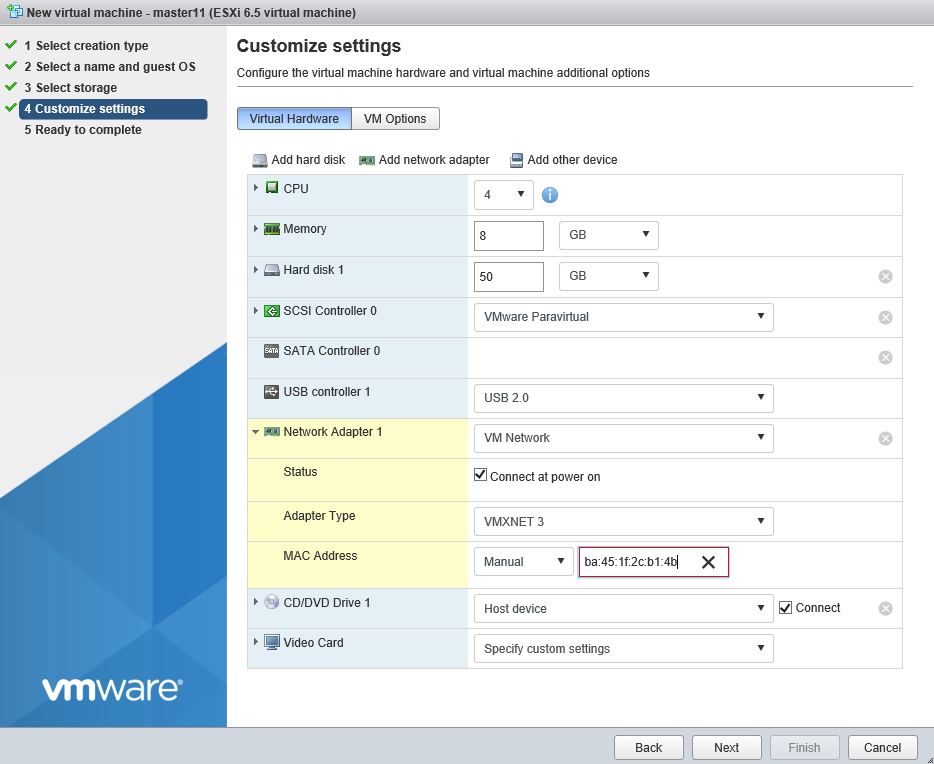 New virtual machine - master11 (ESXi 6.5 virtual machine)
1 Select creation type
2 Select a name and guest OS
3 Select storage
4 Customize settings
5 Ready to complete
vmware®
Customize settings
Configure the virtual machine hardware and virtual machine additional options
Virtual Hardware VM Options
Add hard disk Add network adapter Add other device
CPU 4
Memory 8 GB
Hard disk 1 50 GB
SCSI Controller 0 VMware Paravirtual
SATA SATA Controller 0
USB controller 1 USB 2.0
Network Adapter 1 VM Network
Status Connect at power on
Adapter Type VMXNET 3
MAC Address Manual ba:45:1f:2c:b1:4b
CD/DVD Drive 1 Host device Connect
Video Card Specify custom settings
Back Next Finish Cancel